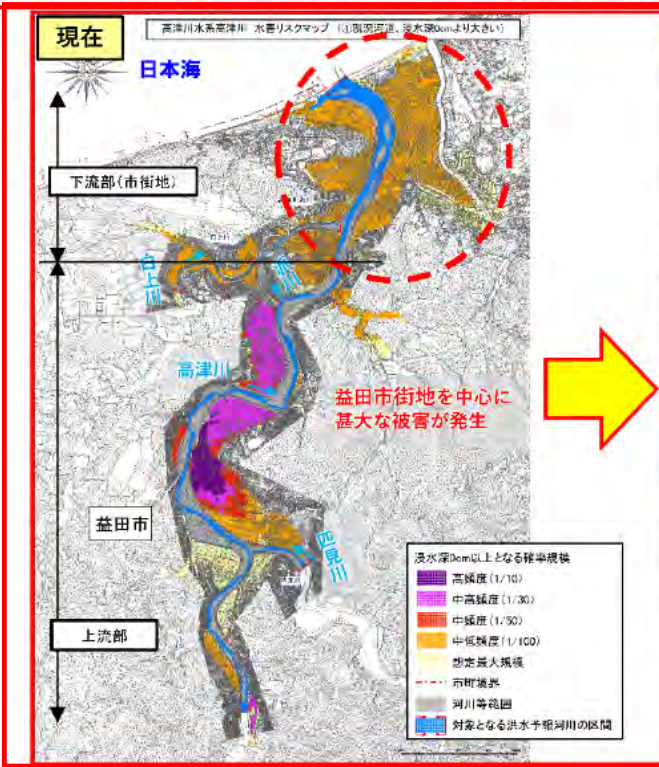 現在
高津川水系高津川 水害リスクマップ (①現況河道、浸水深0cmより大きい)
日本海
下流部(市街地)
白上川
高津川
益田市街地を中心に
甚大な被害が発生
益田市
匹見川
上流部
浸水深0cm以上となる確率規模
高頻度(1/10)
中高頻度(1/30)
中頻度(1/50)
中低頻度(1/100)
想定最大規模
市町境界
河川等範囲
対象となる洪水予報河川の区間